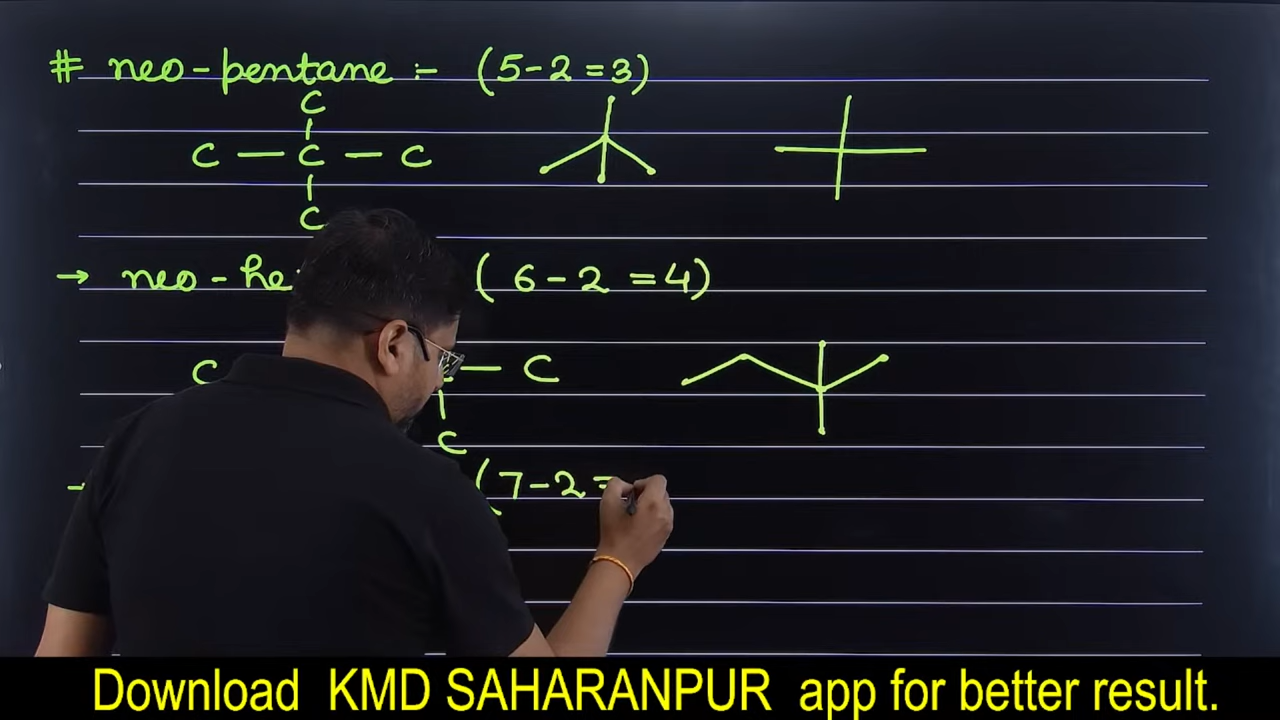 # neo-pentane :- (5-2=3)
C
C — C — C
C
→ neo-he ( 6-2 =4)
C — C
C
(7-2 =
Download KMD SAHARANPUR app for better result.